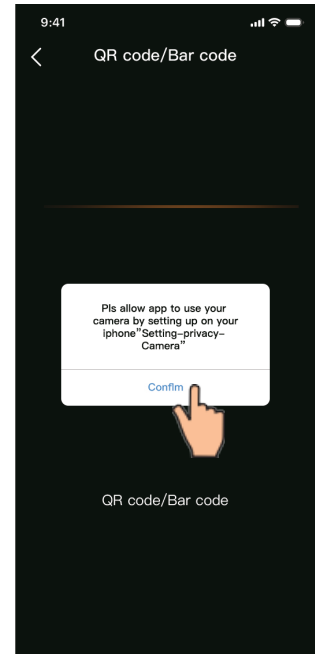 9:41
QR code/Bar code
Pls allow app to use your
camera by setting up on your
iphone"Setting-privacy-
Camera"
Confim
QR code/Bar code